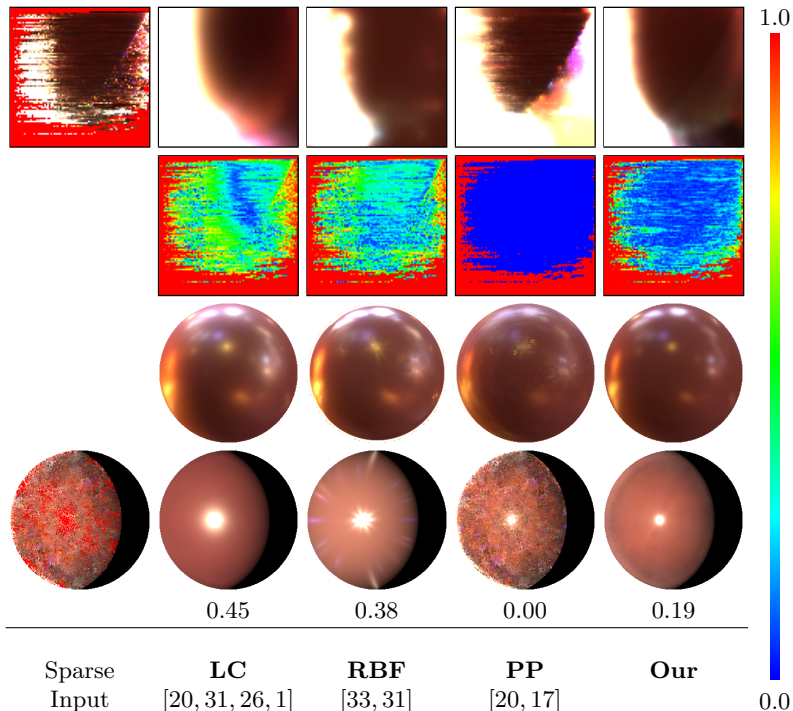 1.0
0.45 0.38 0.00 0.19
Sparse Input
LC [20, 31, 26, 1]
RBF [33, 31]
PP [20, 17]
Our
0.0